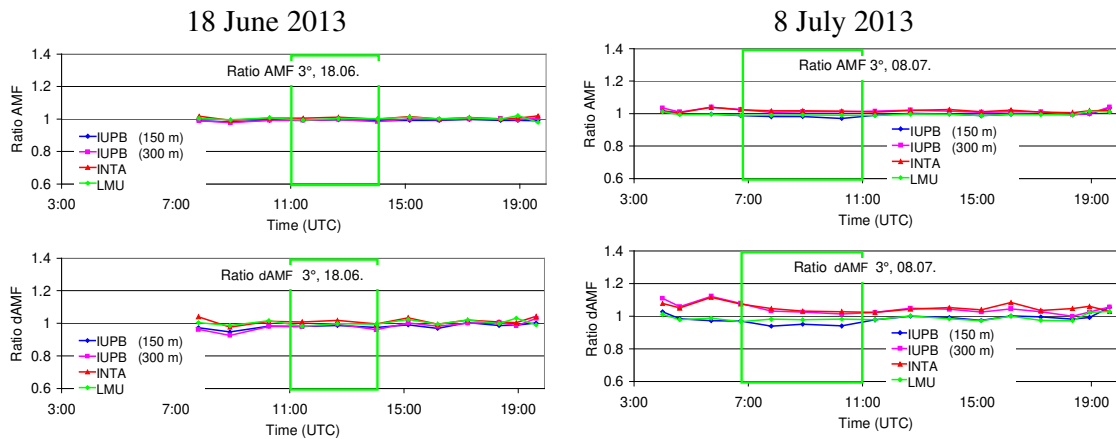 18 June 2013
8 July 2013
Ratio AMF 3°, 18.06.
Ratio AMF
1.4
1.2
1
0.8
0.6
IUPB (150 m)
IUPB (300 m)
INTA
LMU
3:00 7:00 11:00 15:00 19:00
Time (UTC)
Ratio AMF 3°, 08.07.
Ratio AMF
1.4
1.2
1
0.8
0.6
IUPB (150 m)
IUPB (300 m)
INTA
LMU
3:00 7:00 11:00 15:00 19:00
Time (UTC)
Ratio dAMF 3°, 18.06.
Ratio dAMF
1.4
1.2
1
0.8
0.6
IUPB (150 m)
IUPB (300 m)
INTA
LMU
3:00 7:00 11:00 15:00 19:00
Time (UTC)
Ratio dAMF 3°, 08.07.
Ratio dAMF
1.4
1.2
1
0.8
0.6
IUPB (150 m)
IUPB (300 m)
INTA
LMU
3:00 7:00 11:00 15:00 19:00
Time (UTC)